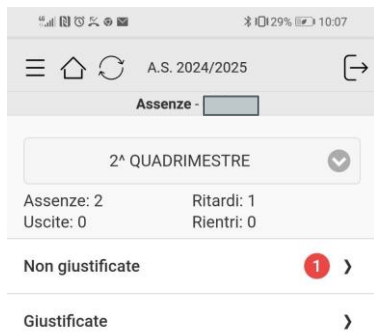 29% 10:07
A.S. 2024/2025
Assenze -
2^ QUADRIMESTRE
Assenze: 2 Ritardi: 1
Uscite: 0 Rientri: 0
Non giustificate 1
Giustificate